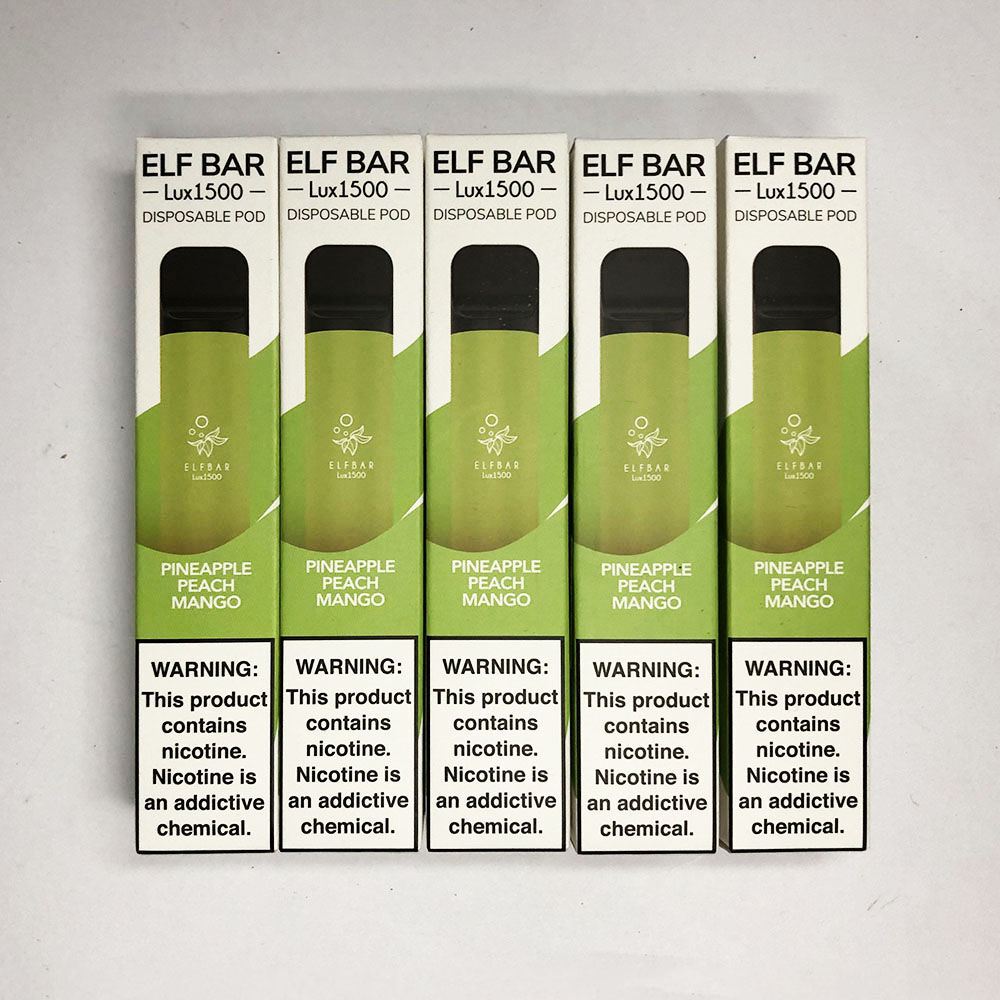 ELF BAR
Lux1500
DISPOSABLE POD
ELFBAR
Lux1500
PINEAPPLE
PEACH
MANGO
WARNING:
This product
contains
nicotine.
Nicotine is
an addictive
chemical.
ELF BAR
Lux1500
DISPOSABLE POD
ELFBAR
Lux1500
PINEAPPLE
PEACH
MANGO
WARNING:
This product
contains
nicotine.
Nicotine is
an addictive
chemical.
ELF BAR
Lux1500
DISPOSABLE POD
ELFBAR
Lux1500
PINEAPPLE
PEACH
MANGO
WARNING:
This product
contains
nicotine.
Nicotine is
an addictive
chemical.
ELF BAR
Lux1500
DISPOSABLE POD
ELFBAR
Lux1500
PINEAPPLE
PEACH
MANGO
WARNING:
This product
contains
nicotine.
Nicotine is
an addictive
chemical.
ELF BAR
Lux1500
DISPOSABLE POD
ELFBAR
Lux1500
PINEAPPLE
PEACH
MANGO
WARNING:
This product
contains
nicotine.
Nicotine is
an addictive
chemical.